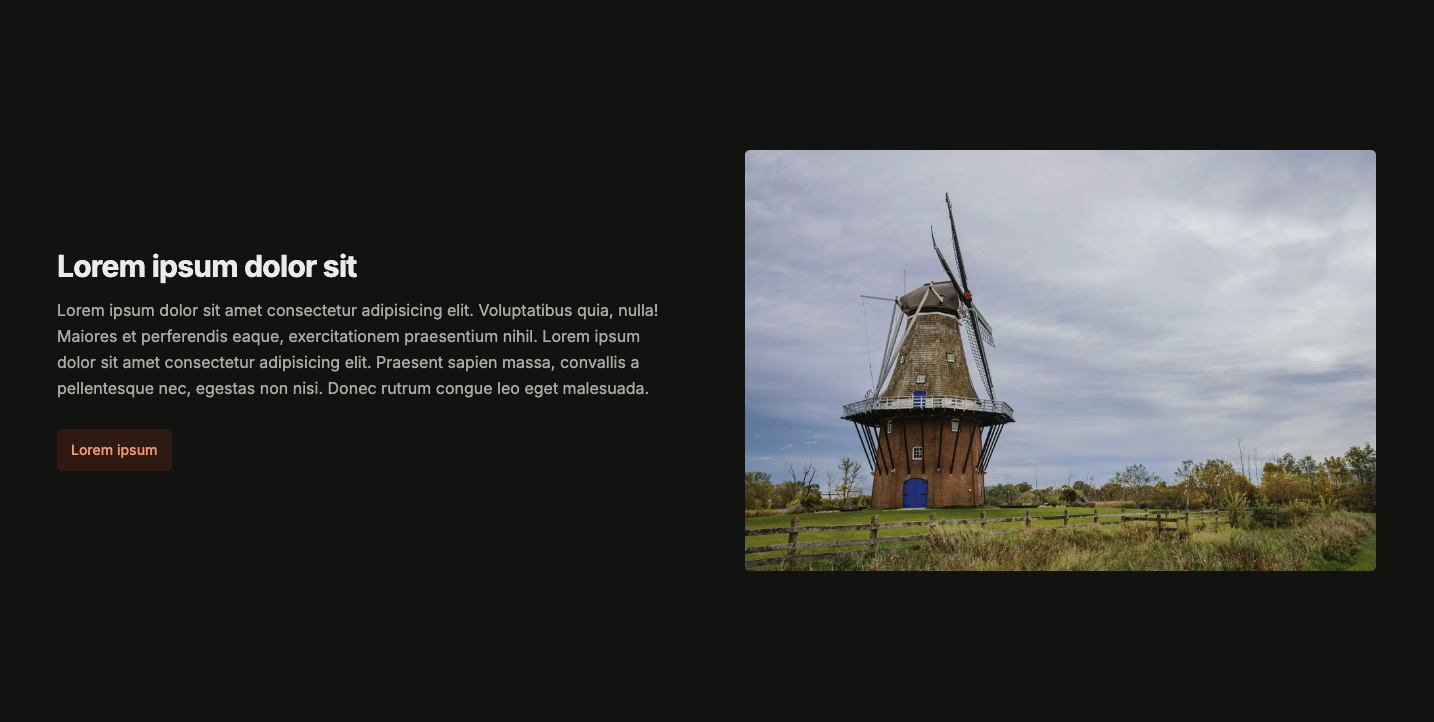 Lorem ipsum dolor sit
Lorem ipsum dolor sit amet consectetur adipisicing elit. Voluptatibus quia, nulla!
Maiores et perferendis eaque, exercitationem praesentium nihil. Lorem ipsum
dolor sit amet consectetur adipisicing elit. Praesent sapien massa, convallis a
pellentesque nec, egestas non nisi. Donec rutrum congue leo eget malesuada.
Lorem ipsum